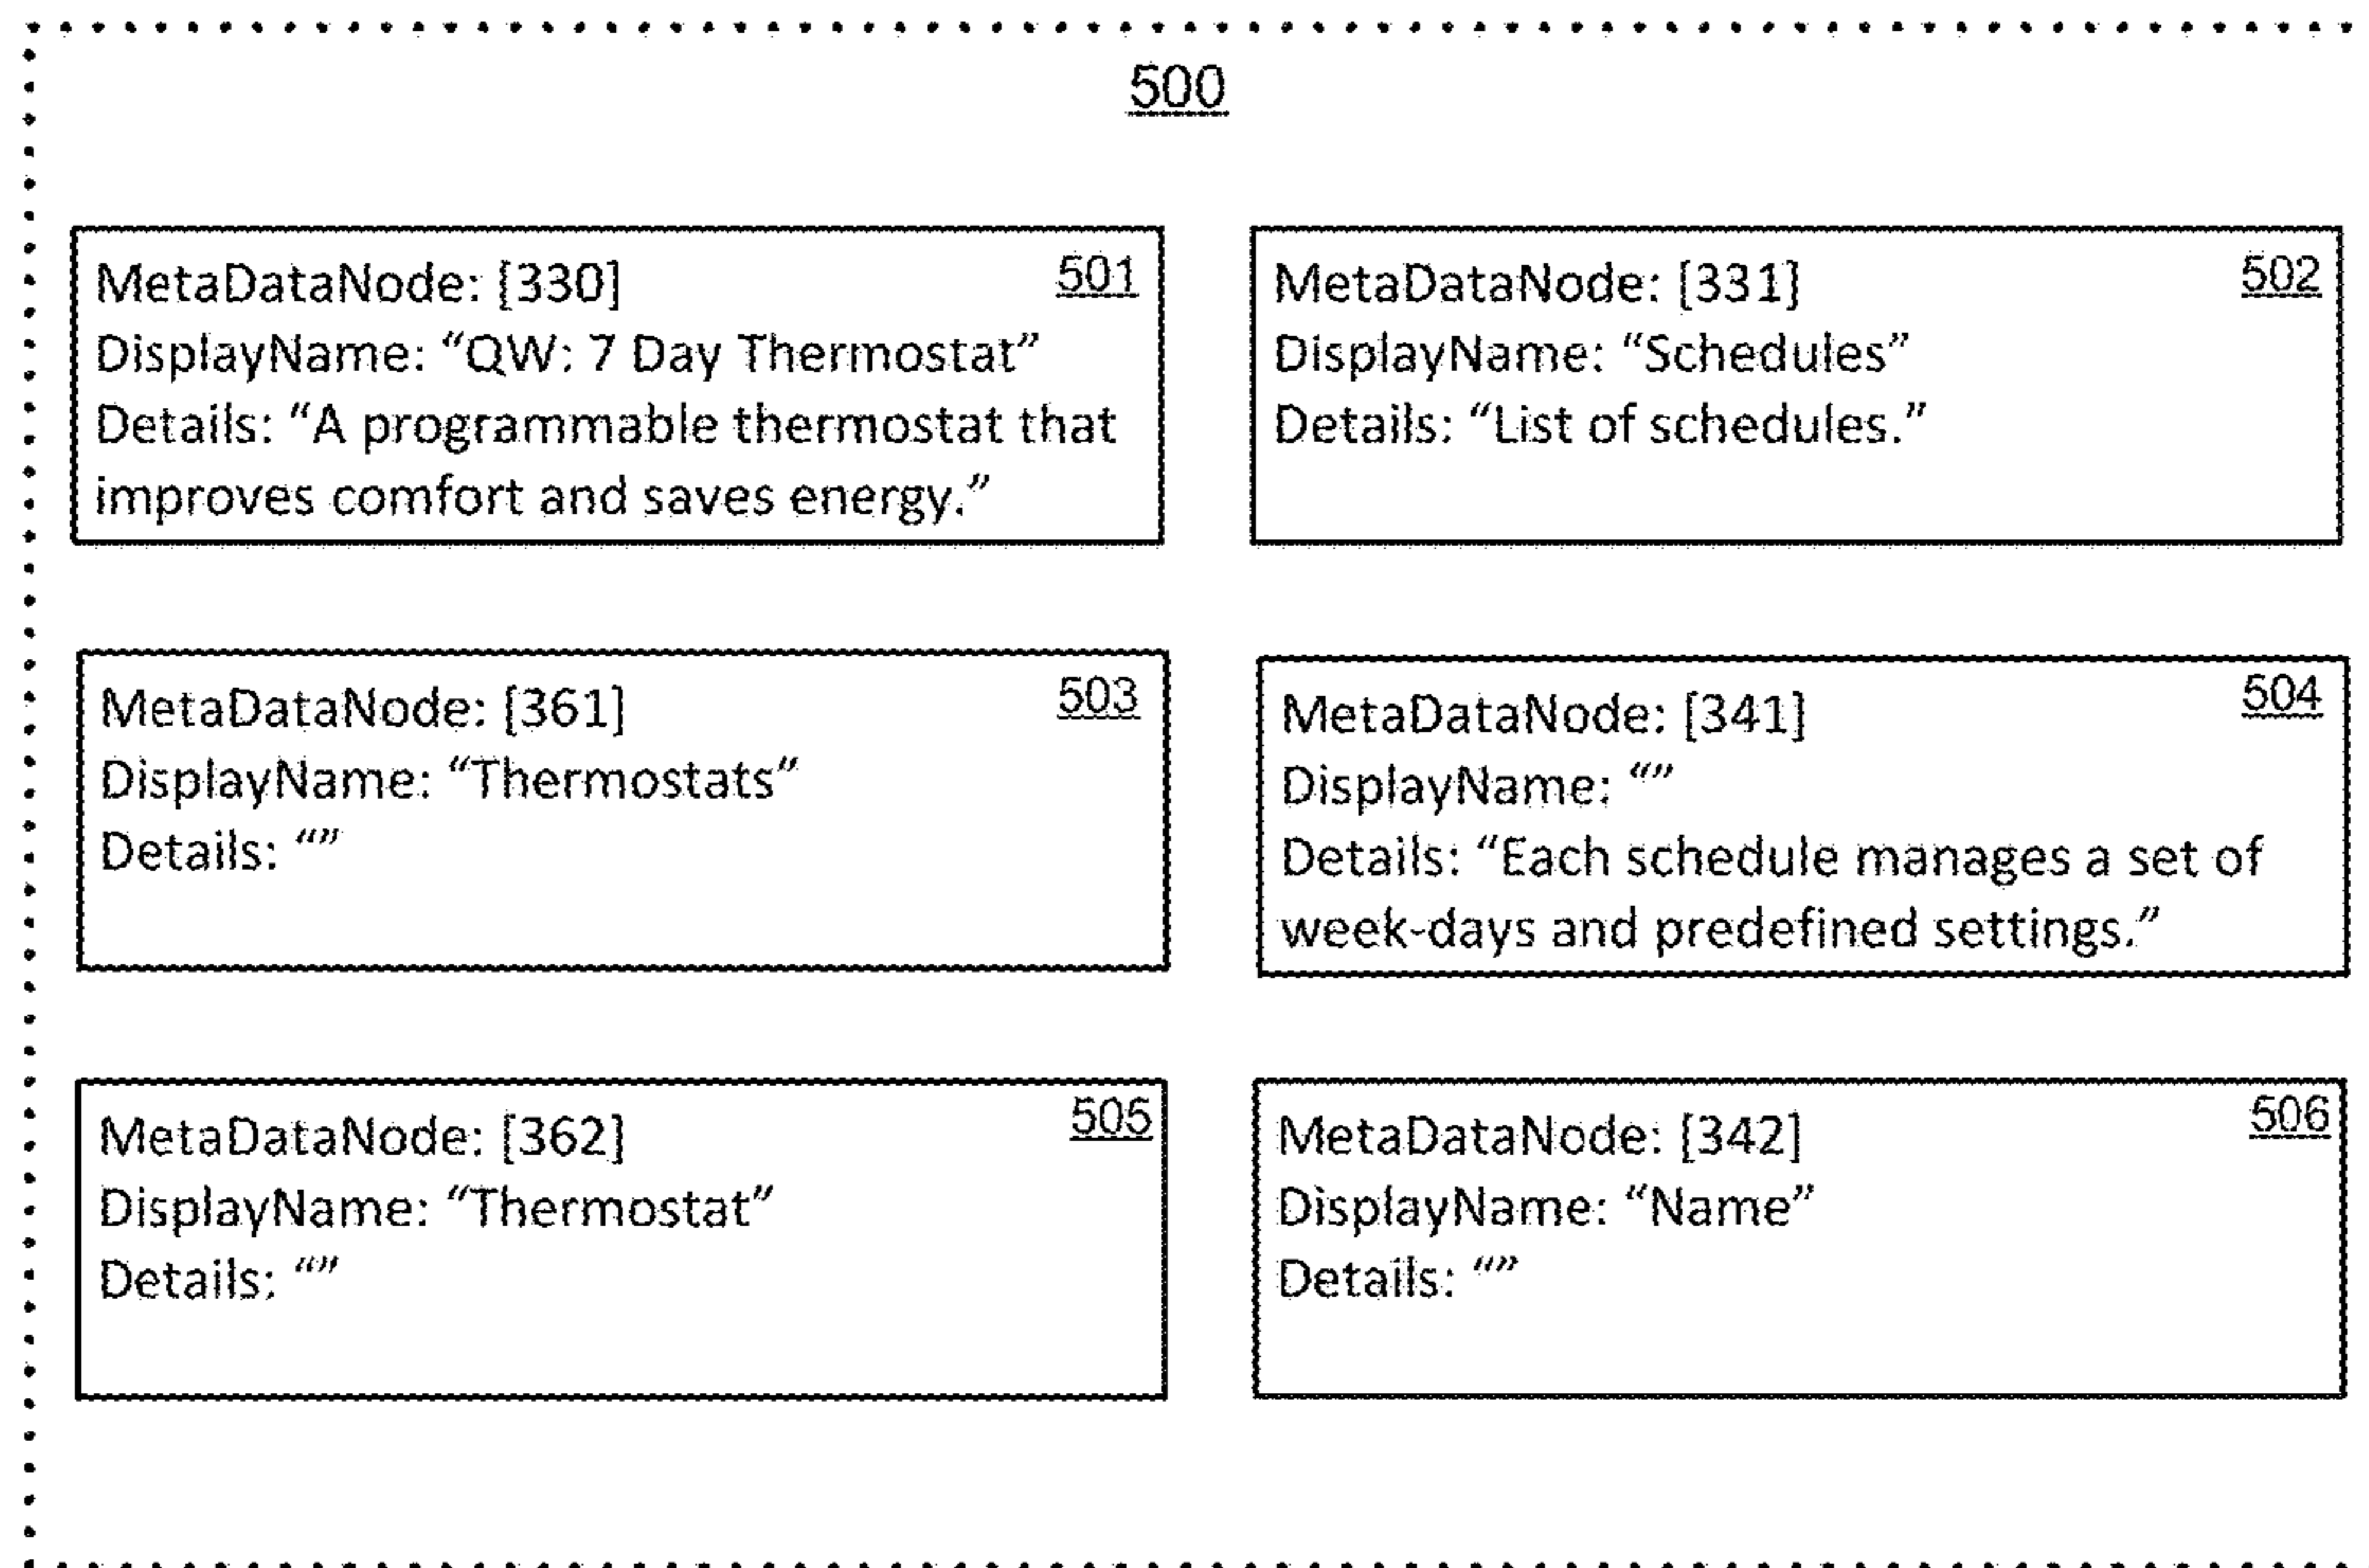 500
MetaDataNode: [330] 501
DisplayName: “QW: 7 Day Thermostat”
Details: “A programmable thermostat that
improves comfort and saves energy.”
MetaDataNode: [331] 502
DisplayName: “Schedules”
Details: “List of schedules.”
MetaDataNode: [361] 503
DisplayName: “Thermostats”
Details: “”
MetaDataNode: [341] 504
DisplayName: “”
Details: “Each schedule manages a set of
week-days and predefined settings.”
MetaDataNode: [362] 505
DisplayName: “Thermostat”
Details: “”
MetaDataNode: [342] 506
DisplayName: “Name”
Details: “”